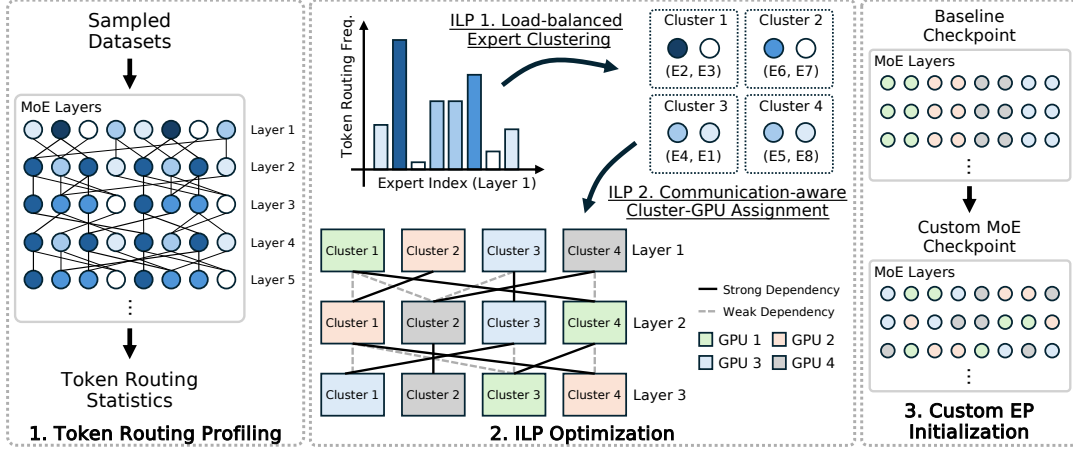 Sampled
Datasets
MoE Layers
Layer 1
Layer 2
Layer 3
Layer 4
Layer 5
Token Routing
Statistics
1. Token Routing Profiling
ILP 1. Load-balanced
Expert Clustering
Token Routing Freq.
Expert Index (Layer 1)
Cluster 1
(E2, E3)
Cluster 2
(E6, E7)
Cluster 3
(E4, E1)
Cluster 4
(E5, E8)
ILP 2. Communication-aware
Cluster-GPU Assignment
Cluster 1 Cluster 2 Cluster 3 Cluster 4 Layer 1
Cluster 1 Cluster 2 Cluster 3 Cluster 4 Layer 2
Cluster 1 Cluster 2 Cluster 3 Cluster 4 Layer 3
Strong Dependency
Weak Dependency
GPU 1 GPU 2
GPU 3 GPU 4
2. ILP Optimization
Baseline
Checkpoint
MoE Layers
Custom MoE
Checkpoint
MoE Layers
3. Custom EP
Initialization